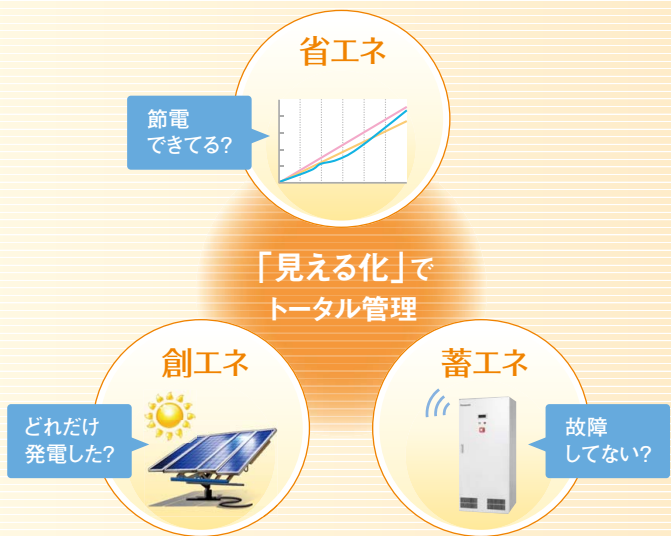 省エネ
節電
できてる?
「見える化」で
トータル管理
創エネ
どれだけ
発電した?
蓄エネ
故障
してない?